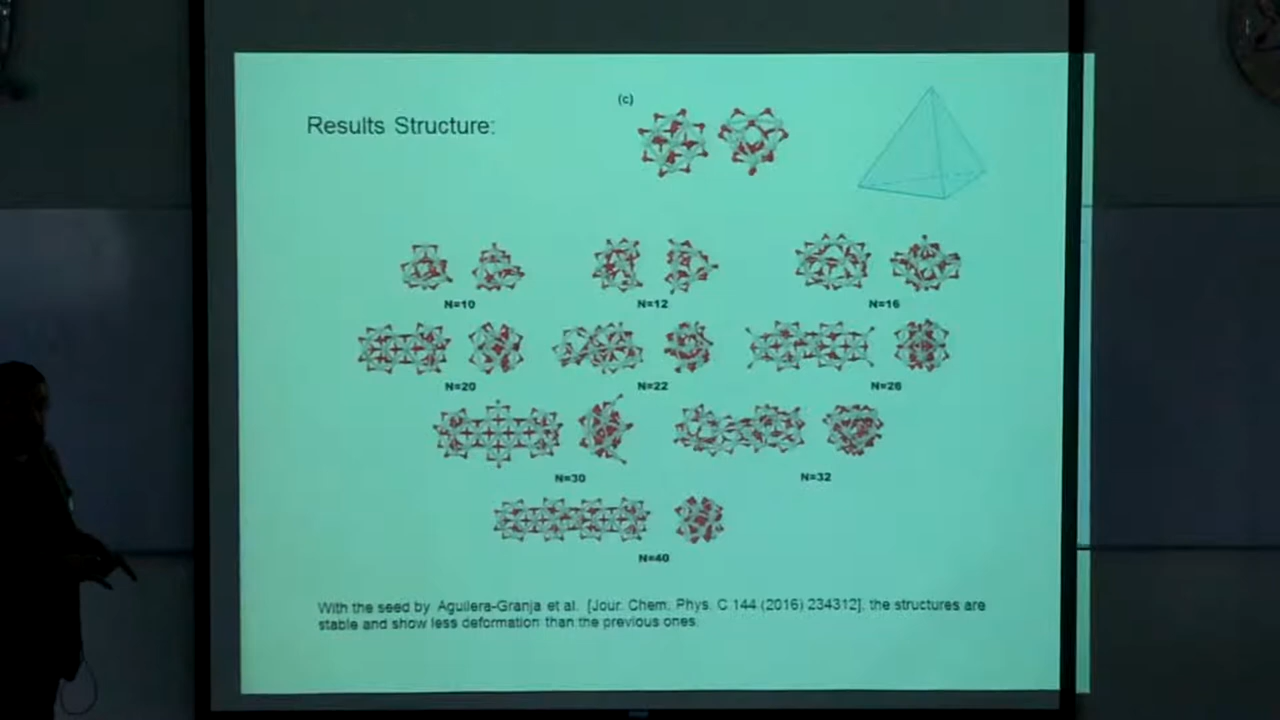 (c)
Results Structure:
N=10 N=12 N=16
N=20 N=22 N=26
N=30 N=32
N=40
With the seed by Aguilera-Granja et al. [Jour. Chem. Phys. C 144 (2016) 234312], the structures are
stable and show less deformation than the previous ones.